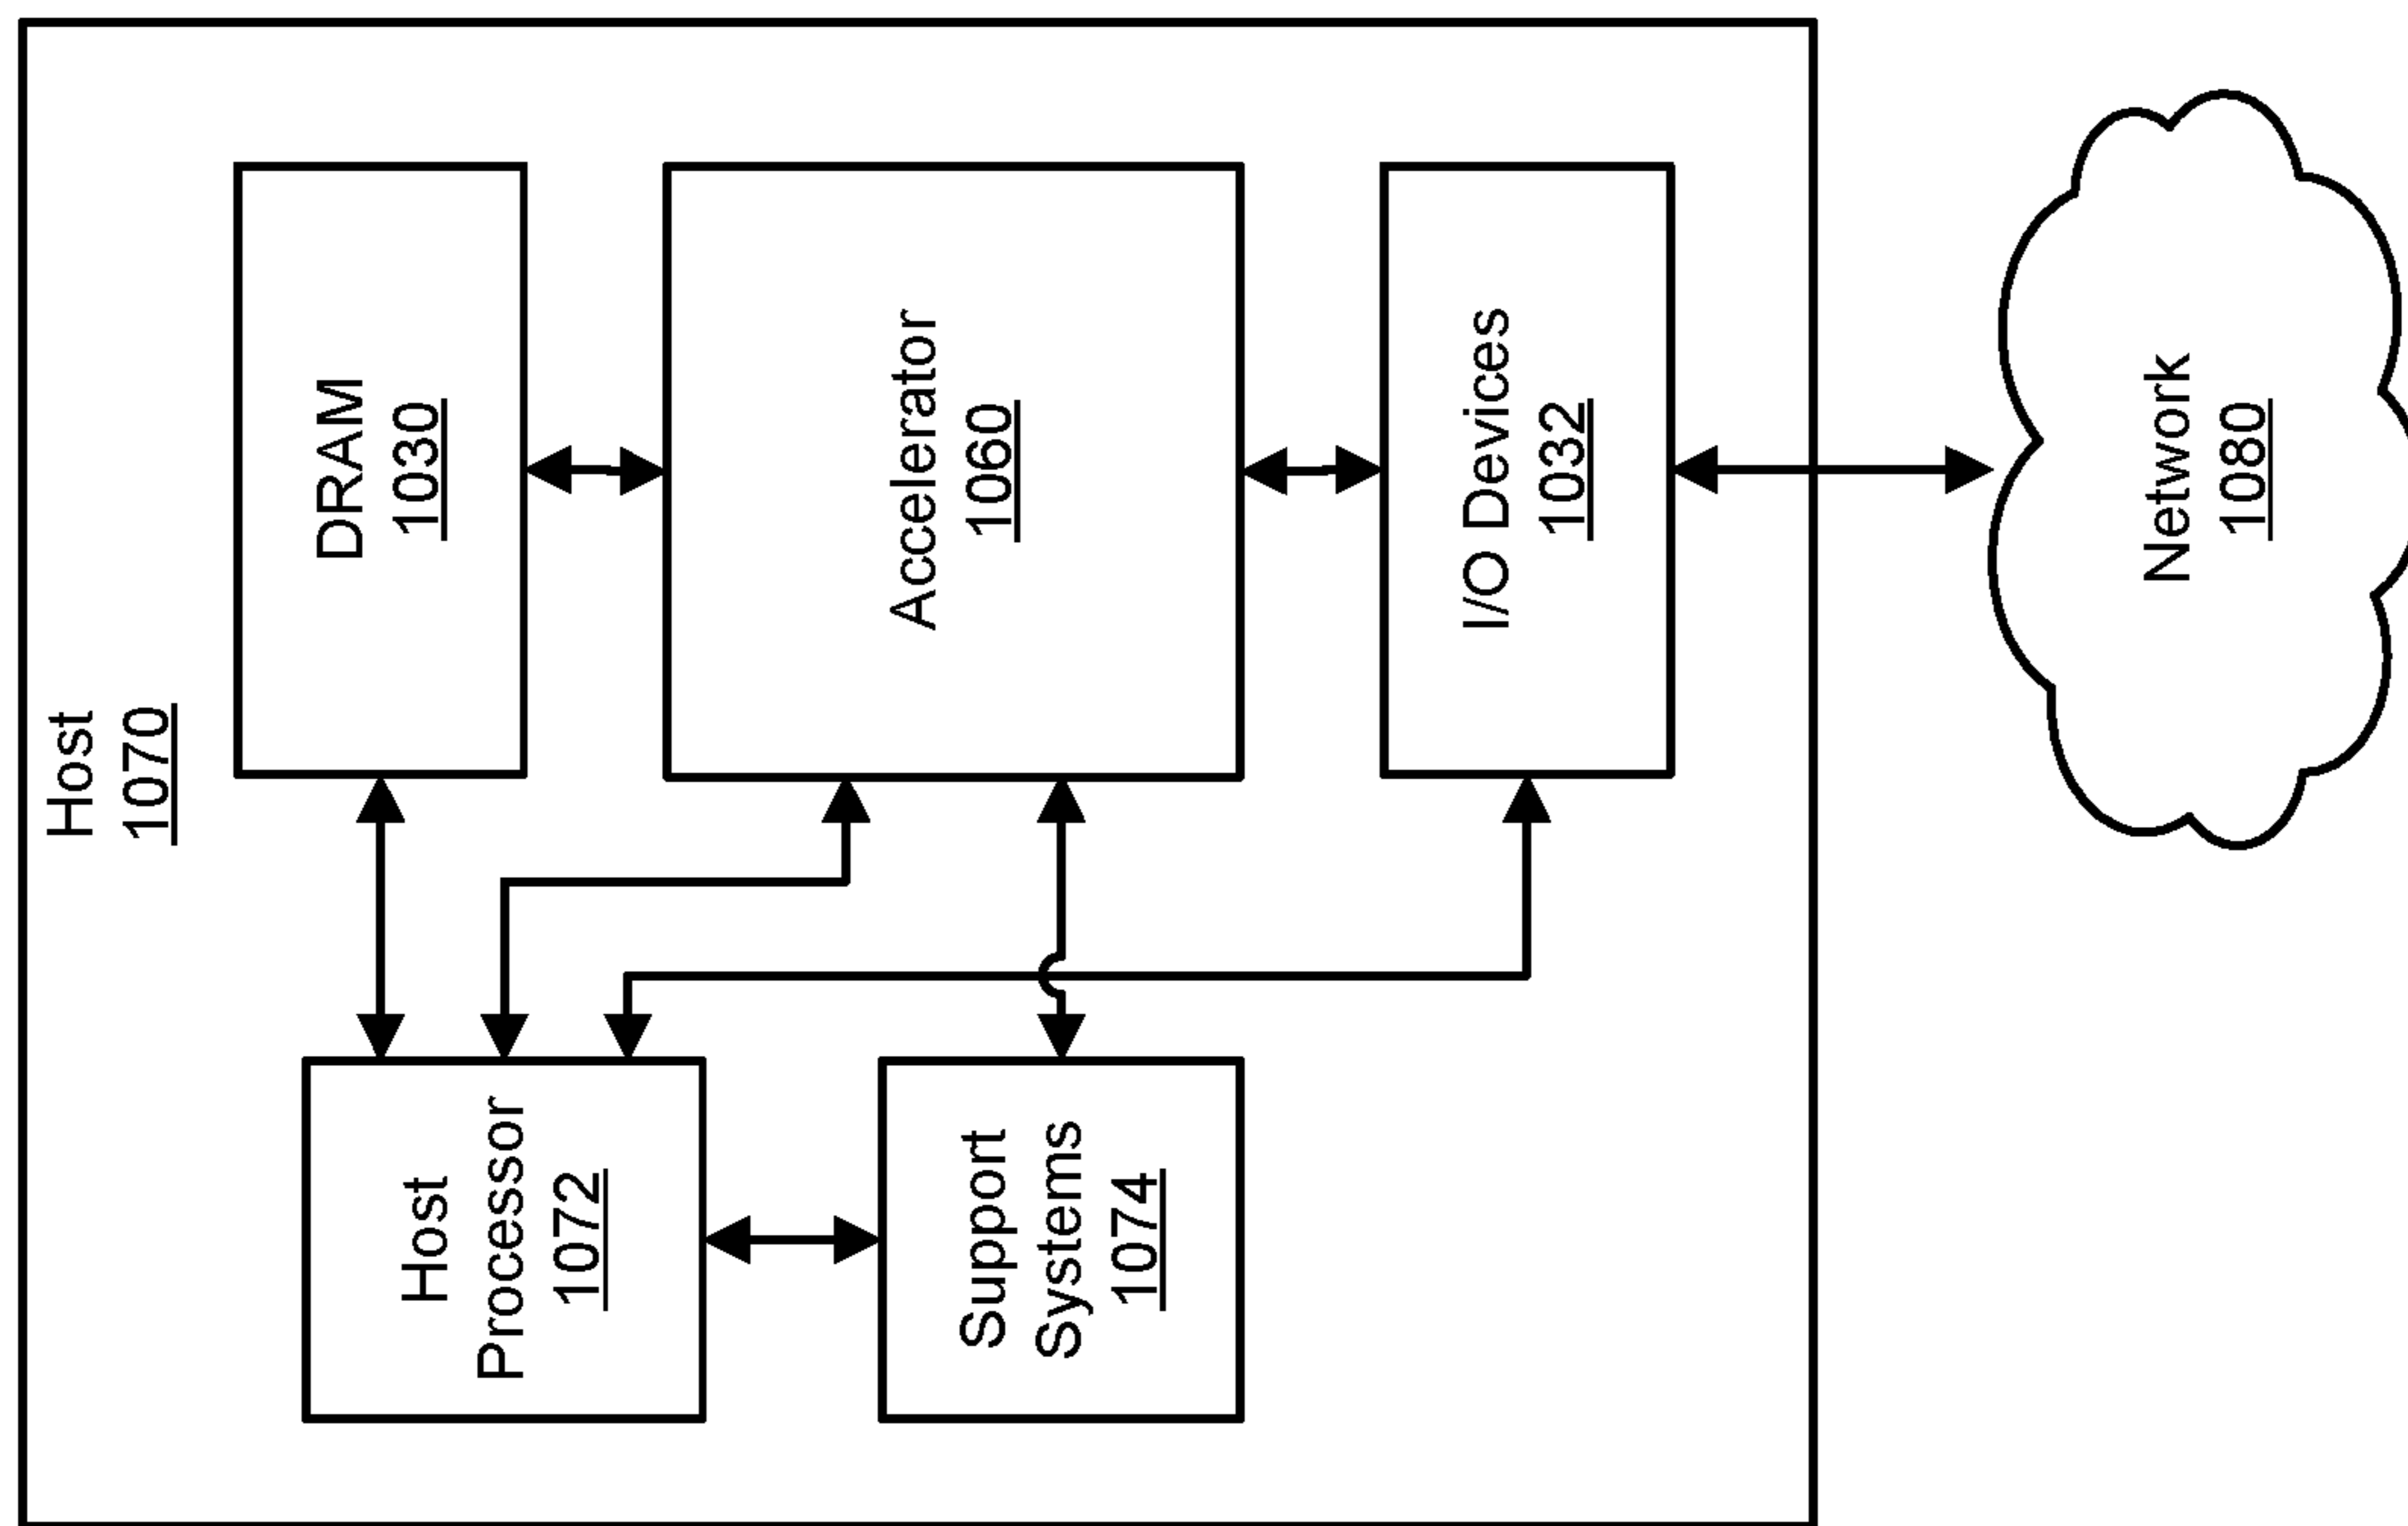 Host
1070
DRAM
1030
Host
Processor
1072
Accelerator
1060
Support
Systems
1074
I/O Devices
1032
Network
1080